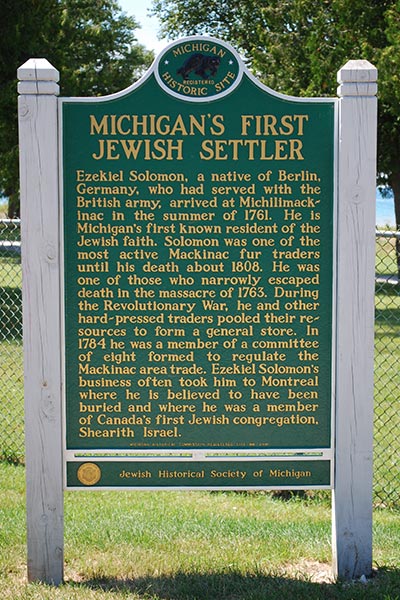 MICHIGAN
REGISTERED
HISTORIC SITE
MICHIGAN'S FIRST
JEWISH SETTLER
Ezekiel Solomon, a native of Berlin,
Germany, who had served with the
British army, arrived at Michilimack-
inac in the summer of 1761. He is
Michigan's first known resident of the
Jewish faith. Solomon was one of the
most active Mackinac fur traders
until his death about 1808. He was
one of those who narrowly escaped
death in the massacre of 1763. During
the Revolutionary War, he and other
hard-pressed traders pooled their re-
sources to form a general store. In
1784 he was a member of a committee
of eight formed to regulate the
Mackinac area trade. Ezekiel Solomon's
business often took him to Montreal
where he is believed to have been
buried and where he was a member
of Canada's first Jewish congregation,
Shearith Israel.
MICHIGAN HISTORICAL COMMISSION REGISTERED SITE
Jewish Historical Society of Michigan